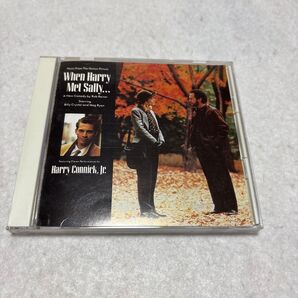 Music From The Motion Picture
When Harry
Met Sally...
A New Comedy by Rob Reiner
Starring
Billy Crystal and Meg Ryan
Featuring Classic Performances by
Harry Connick, Jr.